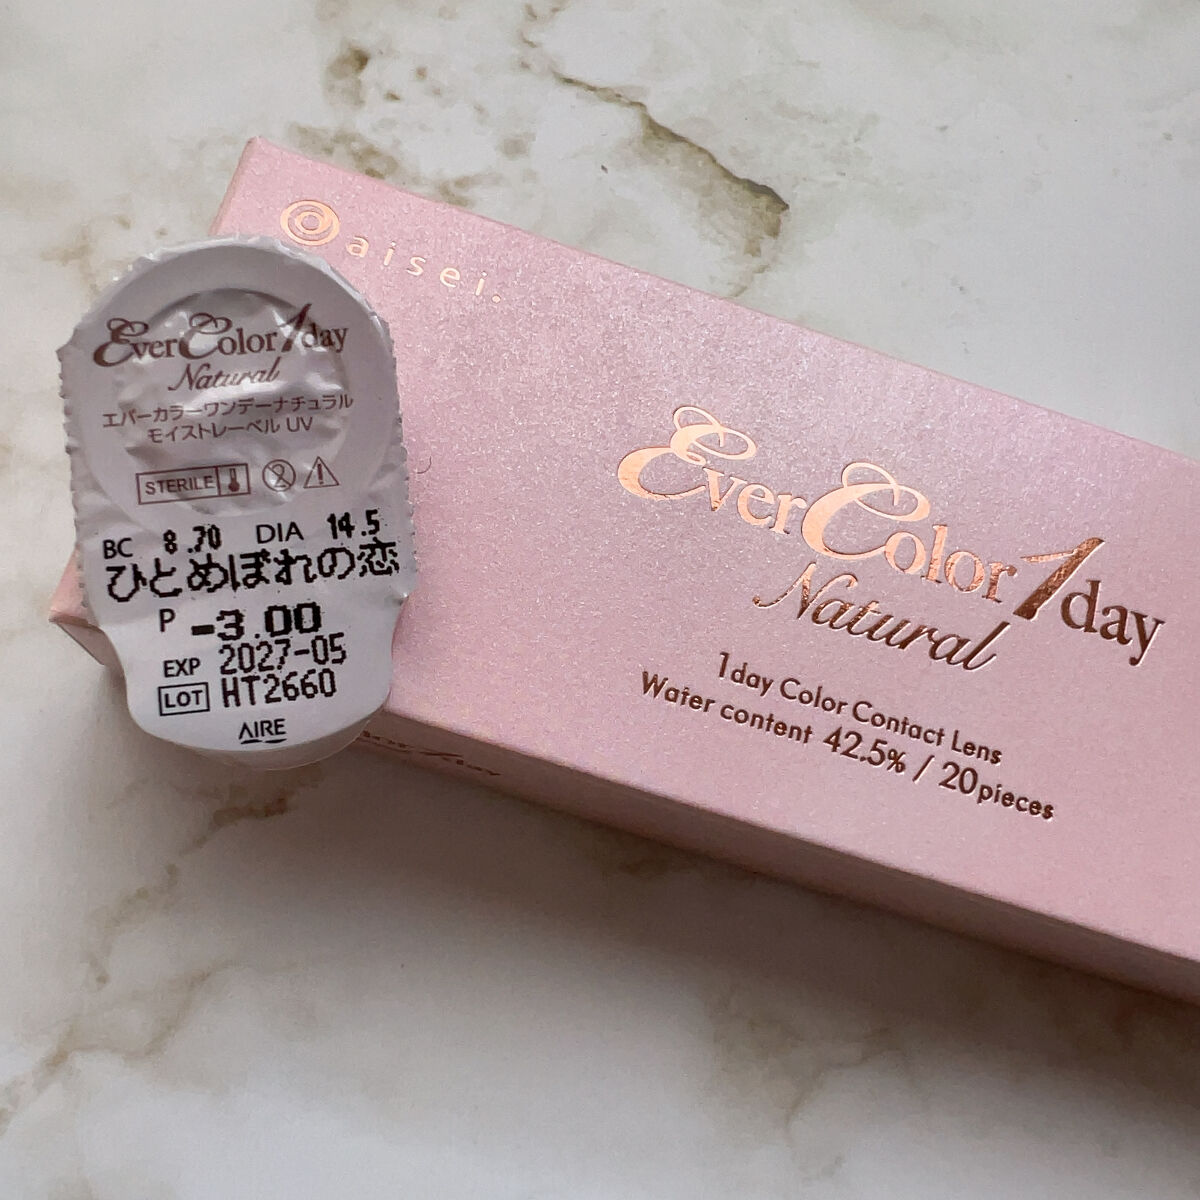 aisei.
EverColor1day
Natural
1day Color Contact Lens
Water content 42.5% / 20pieces
EverColor1day
Natural
エバーカラーワンデーナチュラル
モイストレーベル UV
STERILE
2
BC 8.70 DIA 14.5
ひとめぼれの恋
P -3.00
EXP 2027-05
LOT HT2660
AIRE